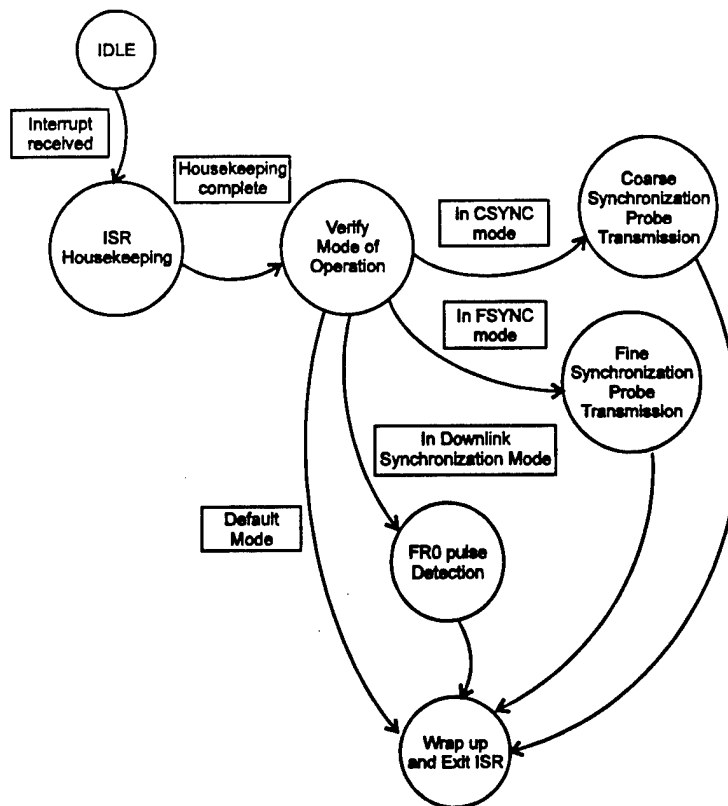 IDLE
Interrupt
received
Housekeeping
complete
ISR
Housekeeping
Verify
Mode of
Operation
In CSYNC
mode
Coarse
Synchronization
Probe
Transmission
In FSYNC
mode
Fine
Synchronization
Probe
Transmission
In Downlink
Synchronization Mode
Default
Mode
FR0 pulse
Detection
Wrap up
and Exit ISR